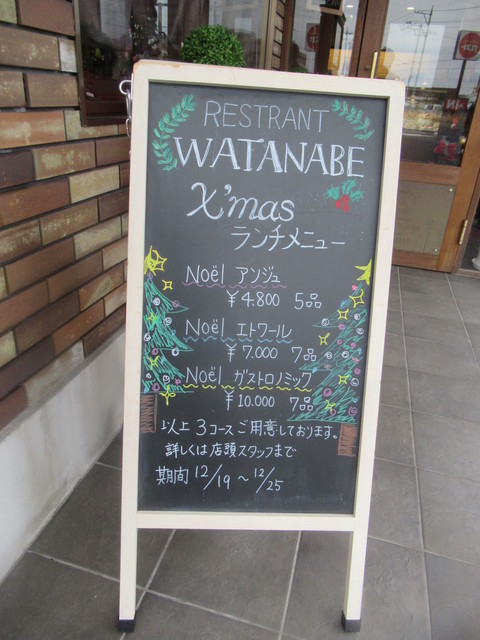 RESTRANT
WATANABE
X'mas
ランチメニュー
Noël アンジュ
¥4.800 5品
Noël エトワール
¥7.000 7品
Noël ガストロノミック
¥10.000 7品
以上 3コースご用意しております。
詳しくは店頭スタッフまで
期間 12/19 〜 12/25